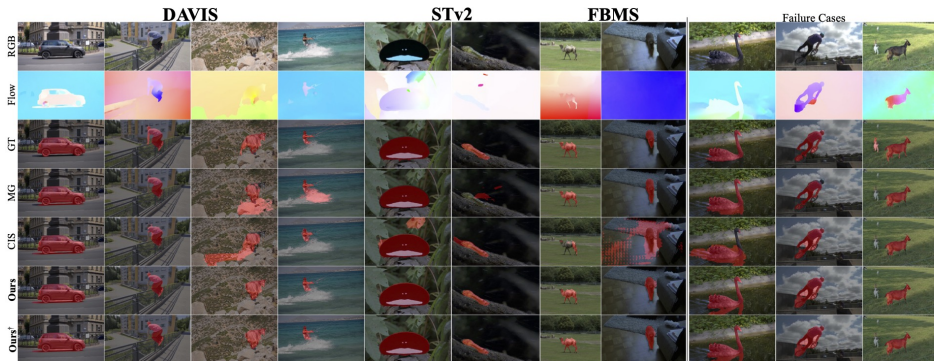 DAVIS STv2 FBMS Failure Cases
RGB
Flow
GT
MG
CIS
Ours
Ours†